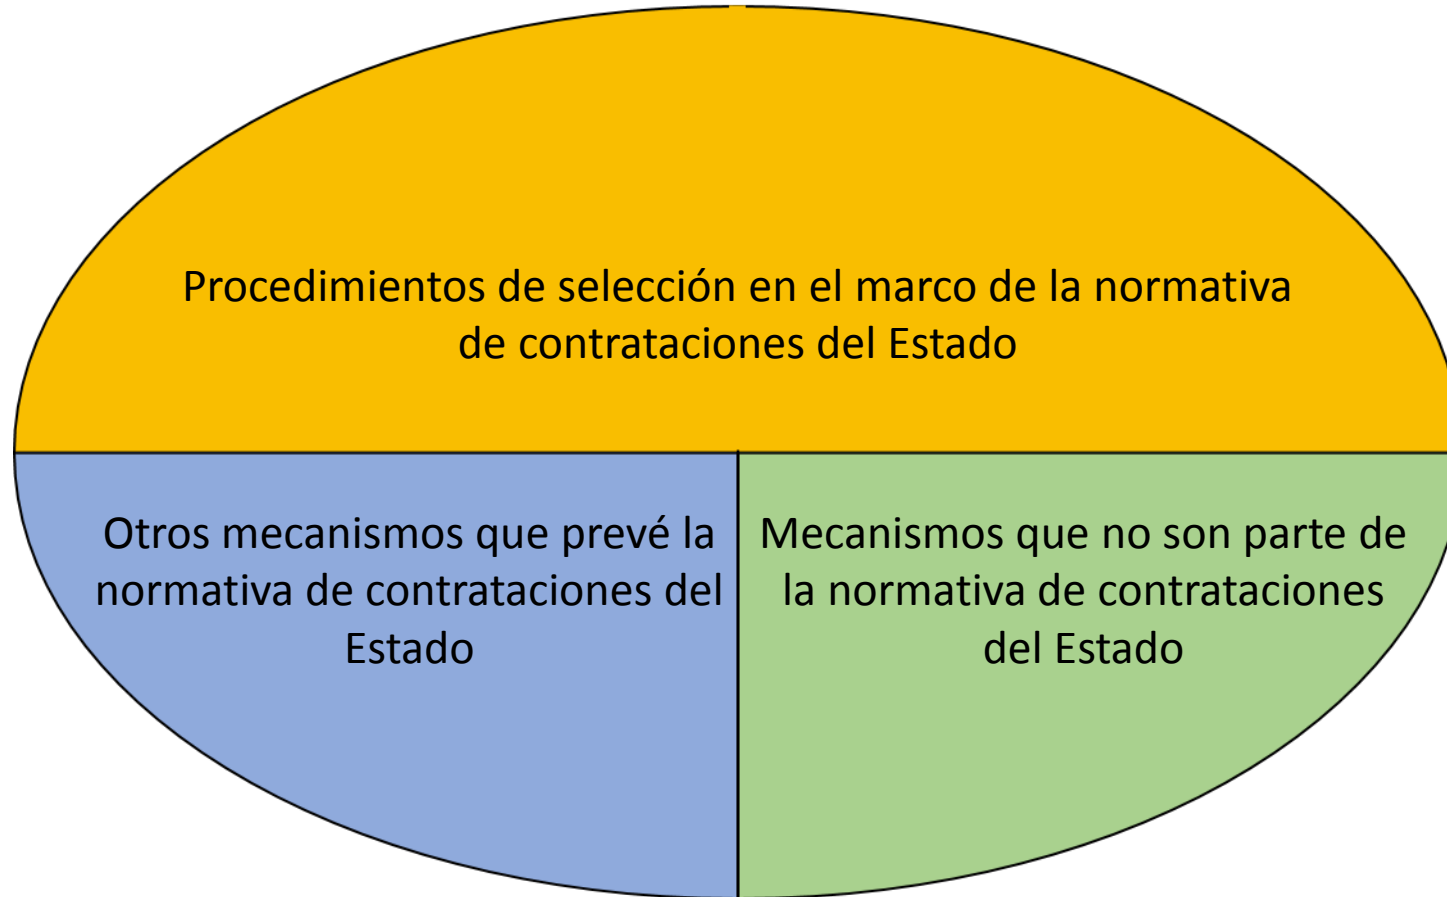 Procedimientos de selección en el marco de la normativa
de contrataciones del Estado
Otros mecanismos que prevé la
normativa de contrataciones del
Estado
Mecanismos que no son parte de
la normativa de contrataciones
del Estado